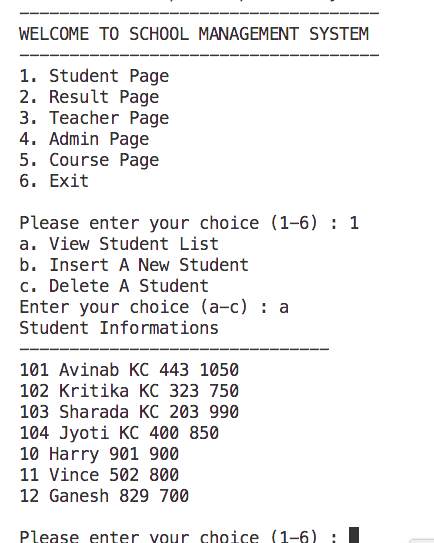 WELCOME TO SCHOOL MANAGEMENT SYSTEM
1. Student Page
2. Result Page
3. Teacher Page
4. Admin Page
5. Course Page
6. Exit
Please enter your choice (1-6) : 1
a. View Student List
b. Insert A New Student
c. Delete A Student
Enter your choice (a-c) : a
Student Informations
101 Avinab KC 443 1050
102 Kritika KC 323 750
103 Sharada KC 203 990
104 Jyoti KC 400 850
10 Harry 901 900
11 Vince 502 800
12 Ganesh 829 700
Please enter your choice (1-6) :